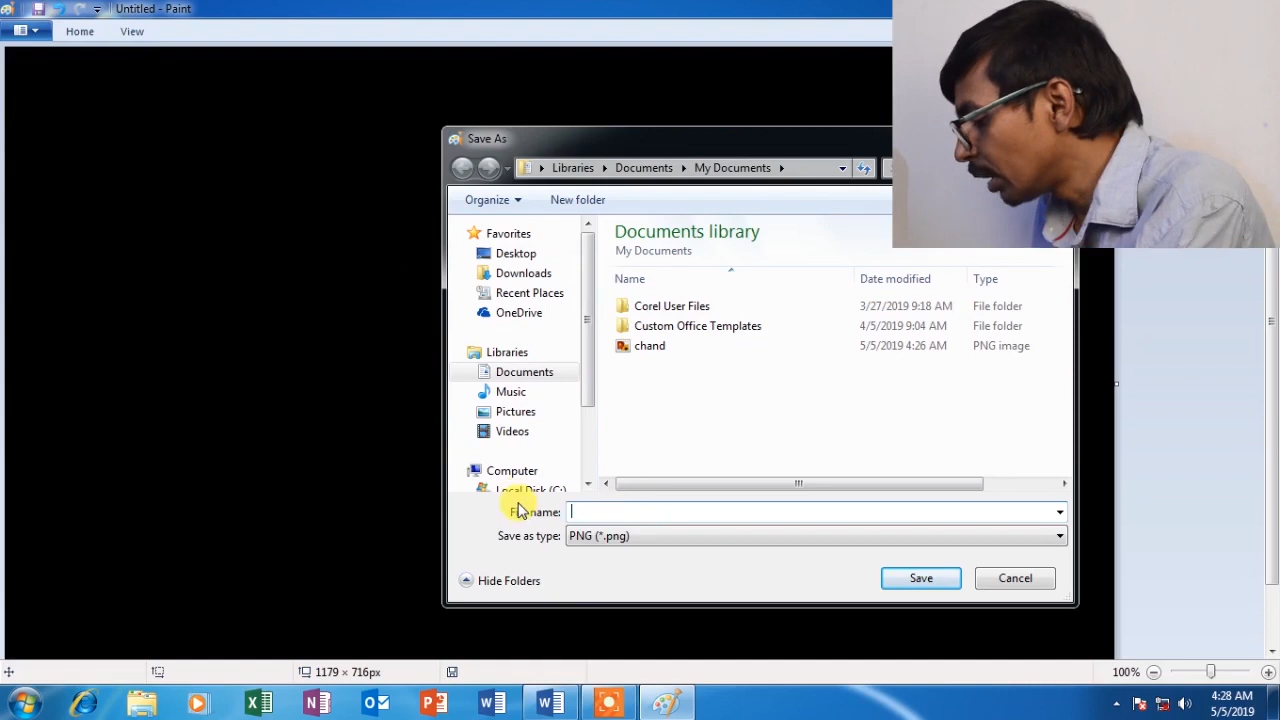 Untitled - Paint
Home View
Save As
Libraries Documents My Documents
Organize New folder
Documents library
My Documents
Name Date modified Type
Corel User Files 3/27/2019 9:18 AM File folder
Custom Office Templates 4/5/2019 9:04 AM File folder
chand 5/5/2019 4:26 AM PNG image
Favorites
Desktop
Downloads
Recent Places
OneDrive
Libraries
Documents
Music
Pictures
Videos
Computer
Local Disk (C:)
name:
Save as type: PNG (*.png)
Hide Folders Save Cancel
1179 × 716px 100%
4:28 AM
5/5/2019